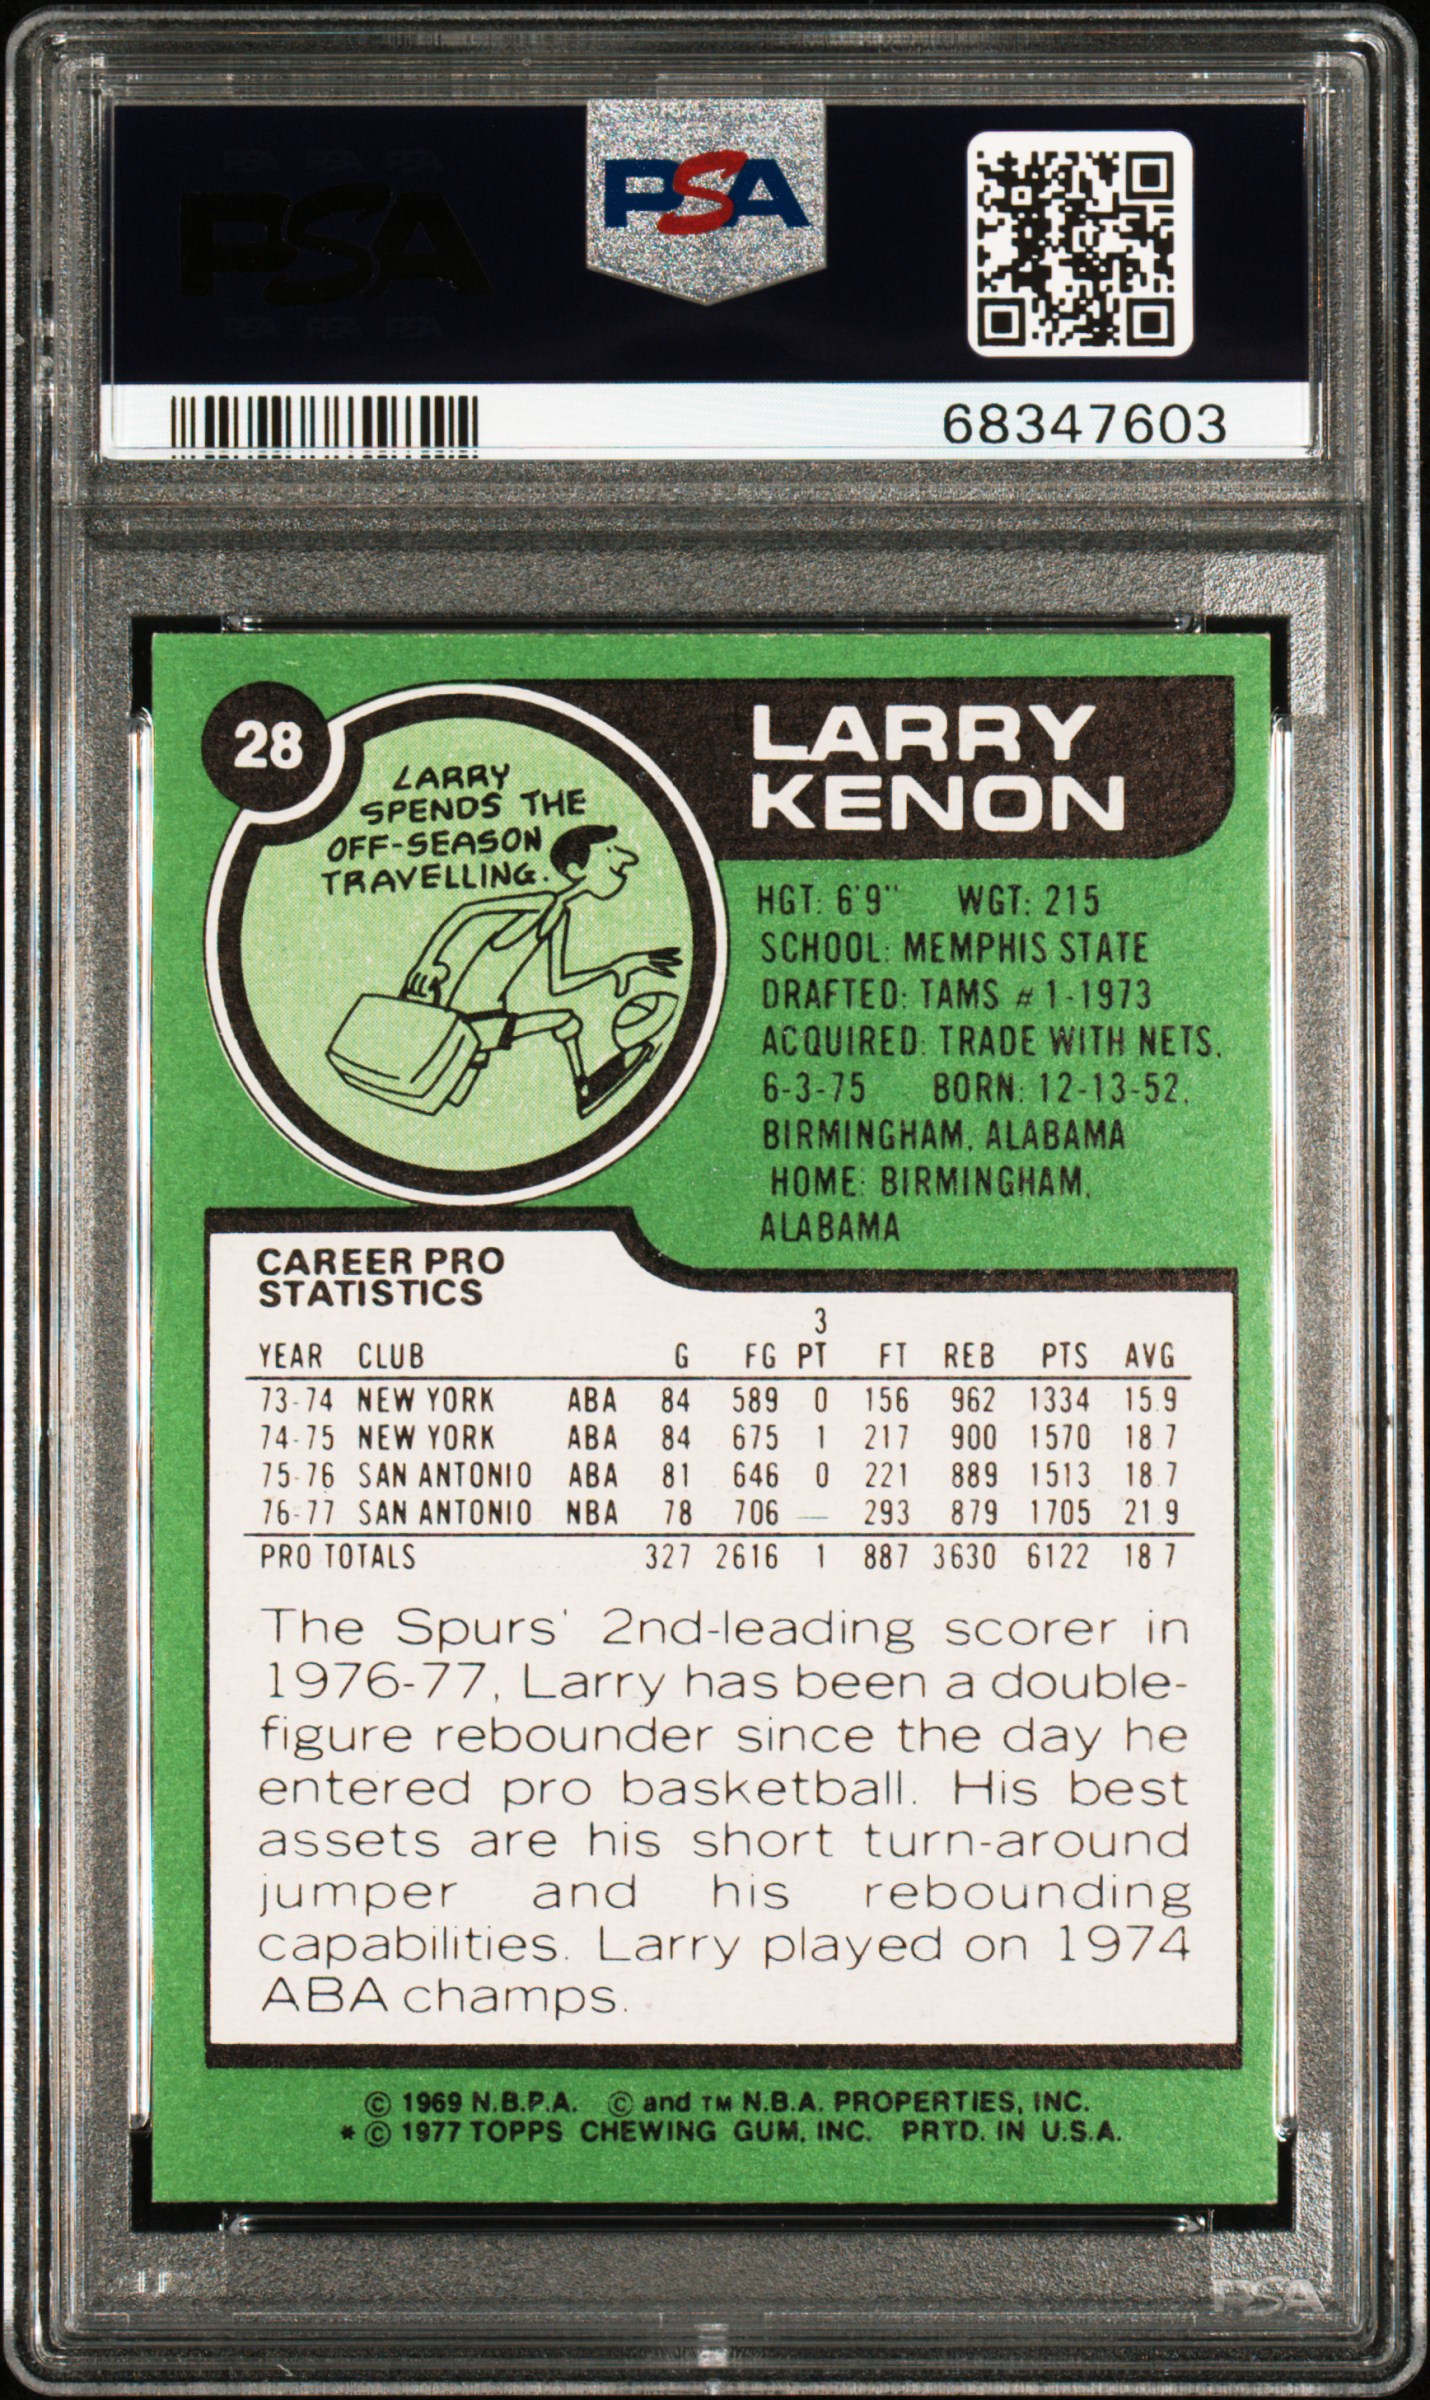 PSA PSA PSA
PSA
PSA PSA PSA
PSA
68347603
28
LARRY
KENON
LARRY
SPENDS THE
OFF-SEASON
TRAVELLING.
HGT: 6'9" WGT: 215
SCHOOL: MEMPHIS STATE
DRAFTED: TAMS #1-1973
ACQUIRED: TRADE WITH NETS,
6-3-75 BORN: 12-13-52,
BIRMINGHAM, ALABAMA
HOME: BIRMINGHAM,
ALABAMA
CAREER PRO
STATISTICS
3
YEAR CLUB G FG PT FT REB PTS AVG
73-74 NEW YORK ABA 84 589 0 156 962 1334 15.9
74-75 NEW YORK ABA 84 675 1 217 900 1570 18.7
75-76 SAN ANTONIO ABA 81 646 0 221 889 1513 18.7
76-77 SAN ANTONIO NBA 78 706 — 293 879 1705 21.9
PRO TOTALS 327 2616 1 887 3630 6122 18.7
The Spurs' 2nd-leading scorer in
1976-77, Larry has been a double-
figure rebounder since the day he
entered pro basketball. His best
assets are his short turn-around
jumper and his rebounding
capabilities. Larry played on 1974
ABA champs.
© 1969 N.B.P.A. © and TM N.B.A. PROPERTIES, INC.
* © 1977 TOPPS CHEWING GUM, INC. PRTD. IN U.S.A.
PSA